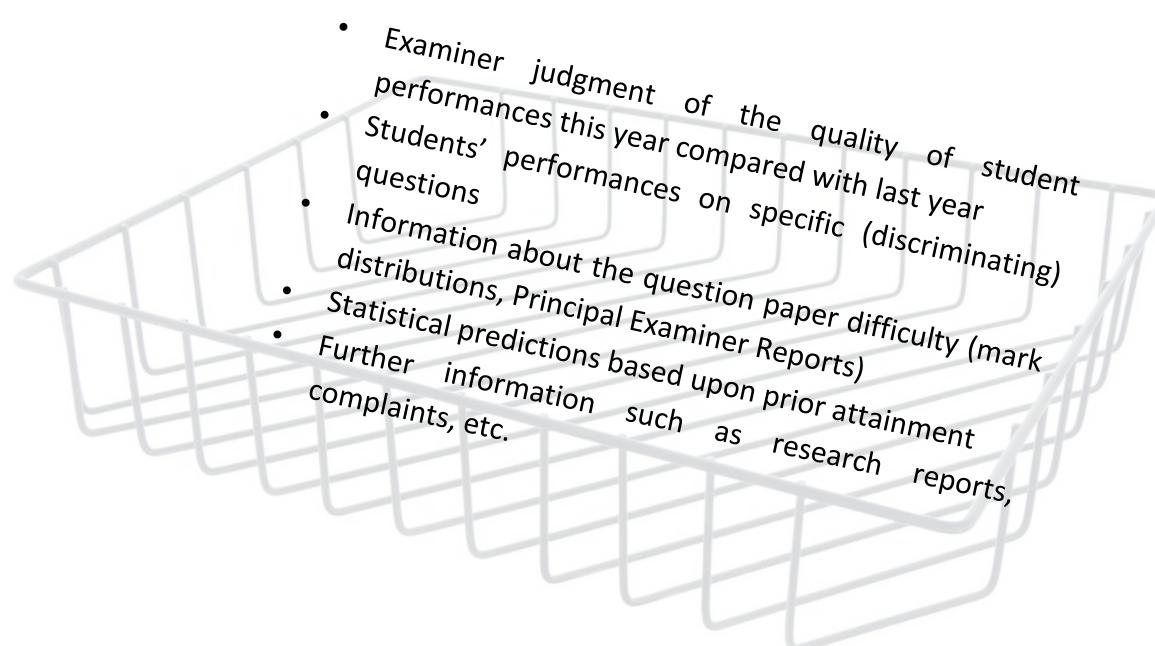 • Examiner judgment of the quality of student
performances this year compared with last year
• Students’ performances on specific (discriminating)
questions
• Information about the question paper difficulty (mark
distributions, Principal Examiner Reports)
• Statistical predictions based upon prior attainment
• Further information such as research reports,
complaints, etc.